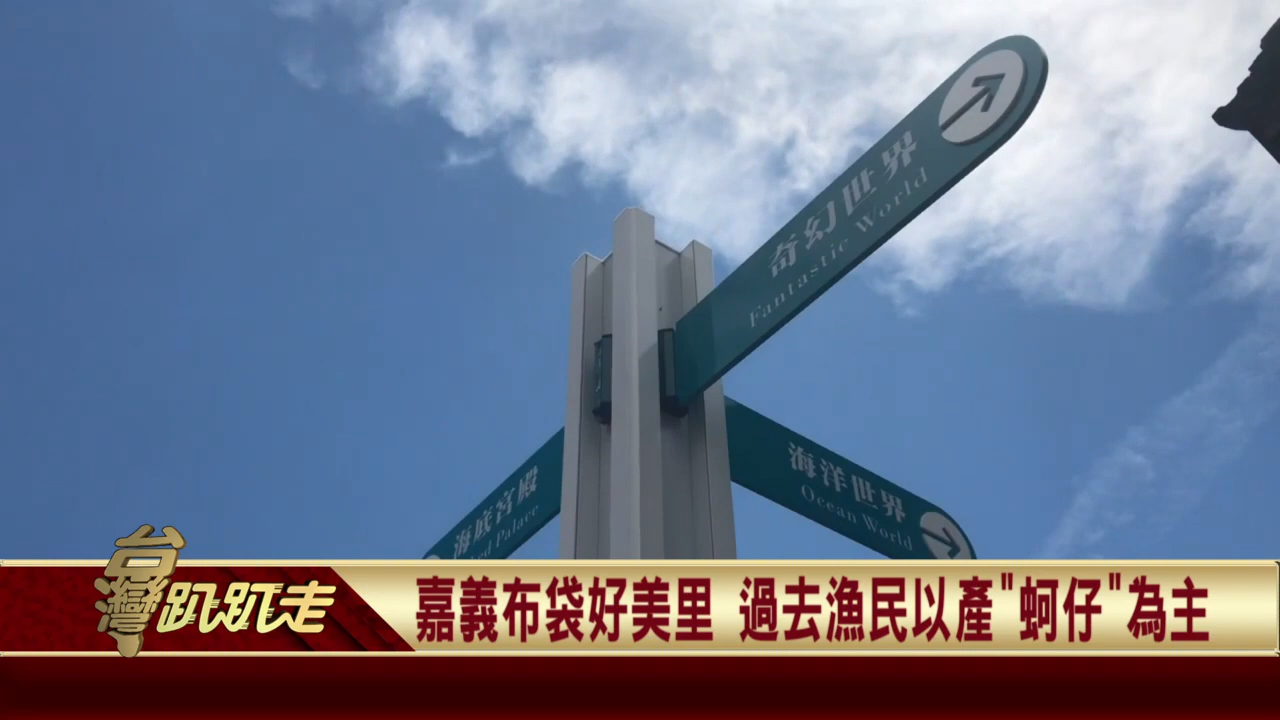 奇幻世界
Fantastic World
海洋世界
Ocean World
海底宮殿
Palace
台灣趴趴走
嘉義布袋好美里 過去漁民以產"蚵仔"為主